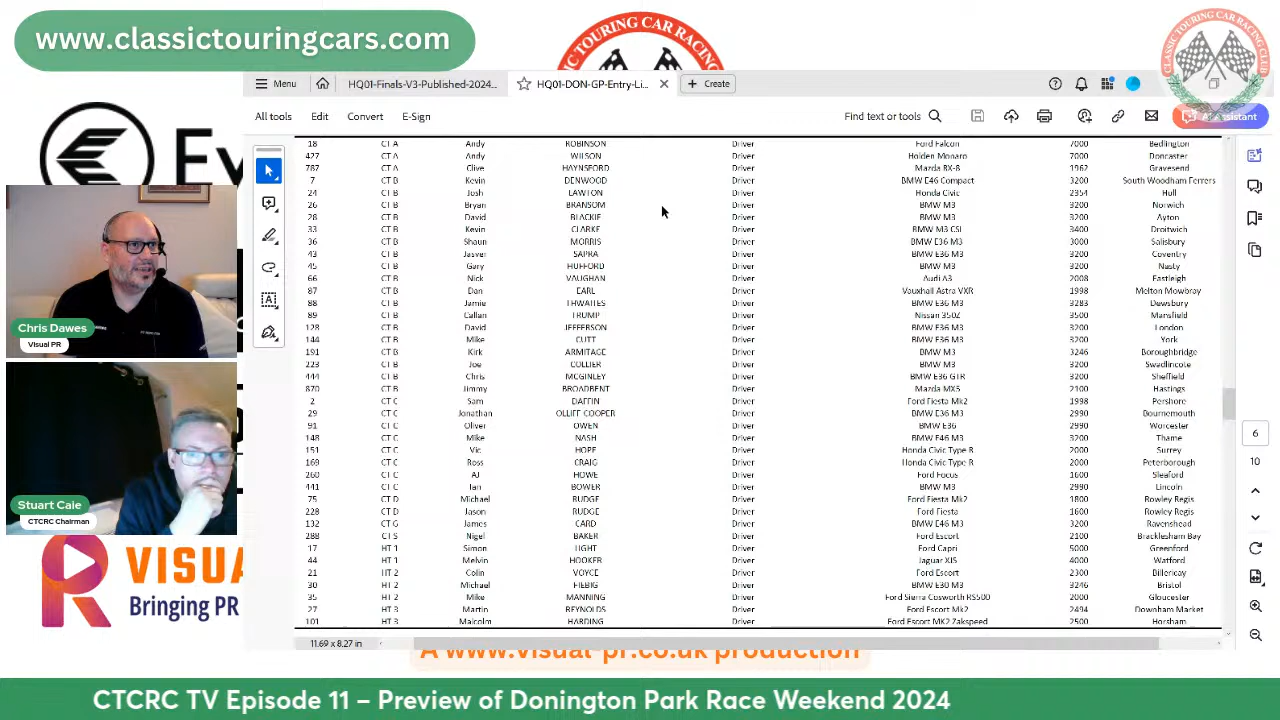 www.classictouringcars.com
CLASSIC TOURING CAR RACING
CLASSIC TOURING CAR RACING CLUB
Menu
HQ01-Finals-V3-Published-2024...
HQ01-DON-GP-Entry-Li...
Create
All tools Edit Convert E-Sign
Find text or tools
AI Assistant
18 CT A Andy ROBINSON Driver Ford Falcon 7000 Bedlington
427 CT A Andy WILSON Driver Holden Monaro 7000 Doncaster
787 CT A Clive HAYNSFORD Driver Mazda RX-8 1962 Gravesend
7 CT B Kevin DENWOOD Driver BMW E46 Compact 3200 South Woodham Ferrers
24 CT B Josh LAWTON Driver Honda Civic 2354 Hull
26 CT B Bryan BRANSOM Driver BMW M3 3200 Norwich
28 CT B David BLACKIE Driver BMW M3 3200 Ayton
33 CT B Kevin CLARKE Driver BMW M3 CSL 3400 Droitwich
36 CT B Shaun MORRIS Driver BMW E36 M3 3000 Salisbury
43 CT B Jasver SAPRA Driver BMW E36 M3 3200 Coventry
45 CT B Gary HUFFORD Driver BMW M3 3200 Nasty
66 CT B Nick VAUGHAN Driver Audi A3 2008 Eastleigh
87 CT B Dan EARL Driver Vauxhall Astra VXR 1998 Melton Mowbray
88 CT B Jamie THWAITES Driver BMW E36 M3 3283 Dewsbury
89 CT B Callan TRUMP Driver Nissan 350Z 3500 Mansfield
128 CT B David JEFFERSON Driver BMW E36 M3 3200 London
144 CT B Mike CUTT Driver BMW E36 M3 3200 York
191 CT B Kirk ARMITAGE Driver BMW M3 3246 Boroughbridge
223 CT B Joe COLLIER Driver BMW M3 3200 Swadlincote
444 CT B Chris MCGINLEY Driver BMW E36 GTR 3200 Sheffield
870 CT B Jimmy BROADBENT Driver Mazda MX5 2100 Hastings
2 CT C Sam DAFFIN Driver Ford Fiesta Mk2 1998 Pershore
29 CT C Jonathan OLLIFF COOPER Driver BMW E36 M3 2990 Bournemouth
91 CT C Oliver OWEN Driver BMW E36 2990 Worcester
148 CT C Mike NASH Driver BMW E46 M3 3200 Thame
151 CT C Vic HOPE Driver Honda Civic Type R 2000 Surrey
169 CT C Ross CRAIG Driver Honda Civic Type R 2000 Peterborough
260 CT C AJ HOWE Driver Ford Focus 1600 Sleaford
441 CT C Ian BOWER Driver BMW M3 2990 Lincoln
75 CT D Michael RUDGE Driver Ford Fiesta Mk2 1800 Rowley Regis
228 CT D Jason RUDGE Driver Ford Fiesta 1600 Rowley Regis
132 CT G James CARD Driver BMW E46 M3 3200 Ravenshead
288 CT S Nigel BAKER Driver Ford Escort 2100 Bracklesham Bay
17 HT 1 Simon LIGHT Driver Ford Capri 5000 Greenford
44 HT 1 Melvin HOOKER Driver Jaguar XJS 4000 Watford
21 HT 2 Colin VOYCE Driver Ford Escort 2300 Billericay
30 HT 2 Michael FIEBIG Driver BMW E30 M3 3246 Bristol
35 HT 2 Mike MANNING Driver Ford Sierra Cosworth RS500 2000 Gloucester
27 HT 3 Martin REYNOLDS Driver Ford Escort Mk2 2494 Downham Market
101 HT 3 Malcolm HARDING Driver Ford Escort MK2 Zakspeed 2500 Horsham
11.69 x 8.27 in
6
10
Ev
Chris Dawes
Visual PR
Stuart Caie
CTCRC Chairman
VISUA
Bringing PR
A www.visual-pr.co.uk production
CTCRC TV Episode 11 – Preview of Donington Park Race Weekend 2024